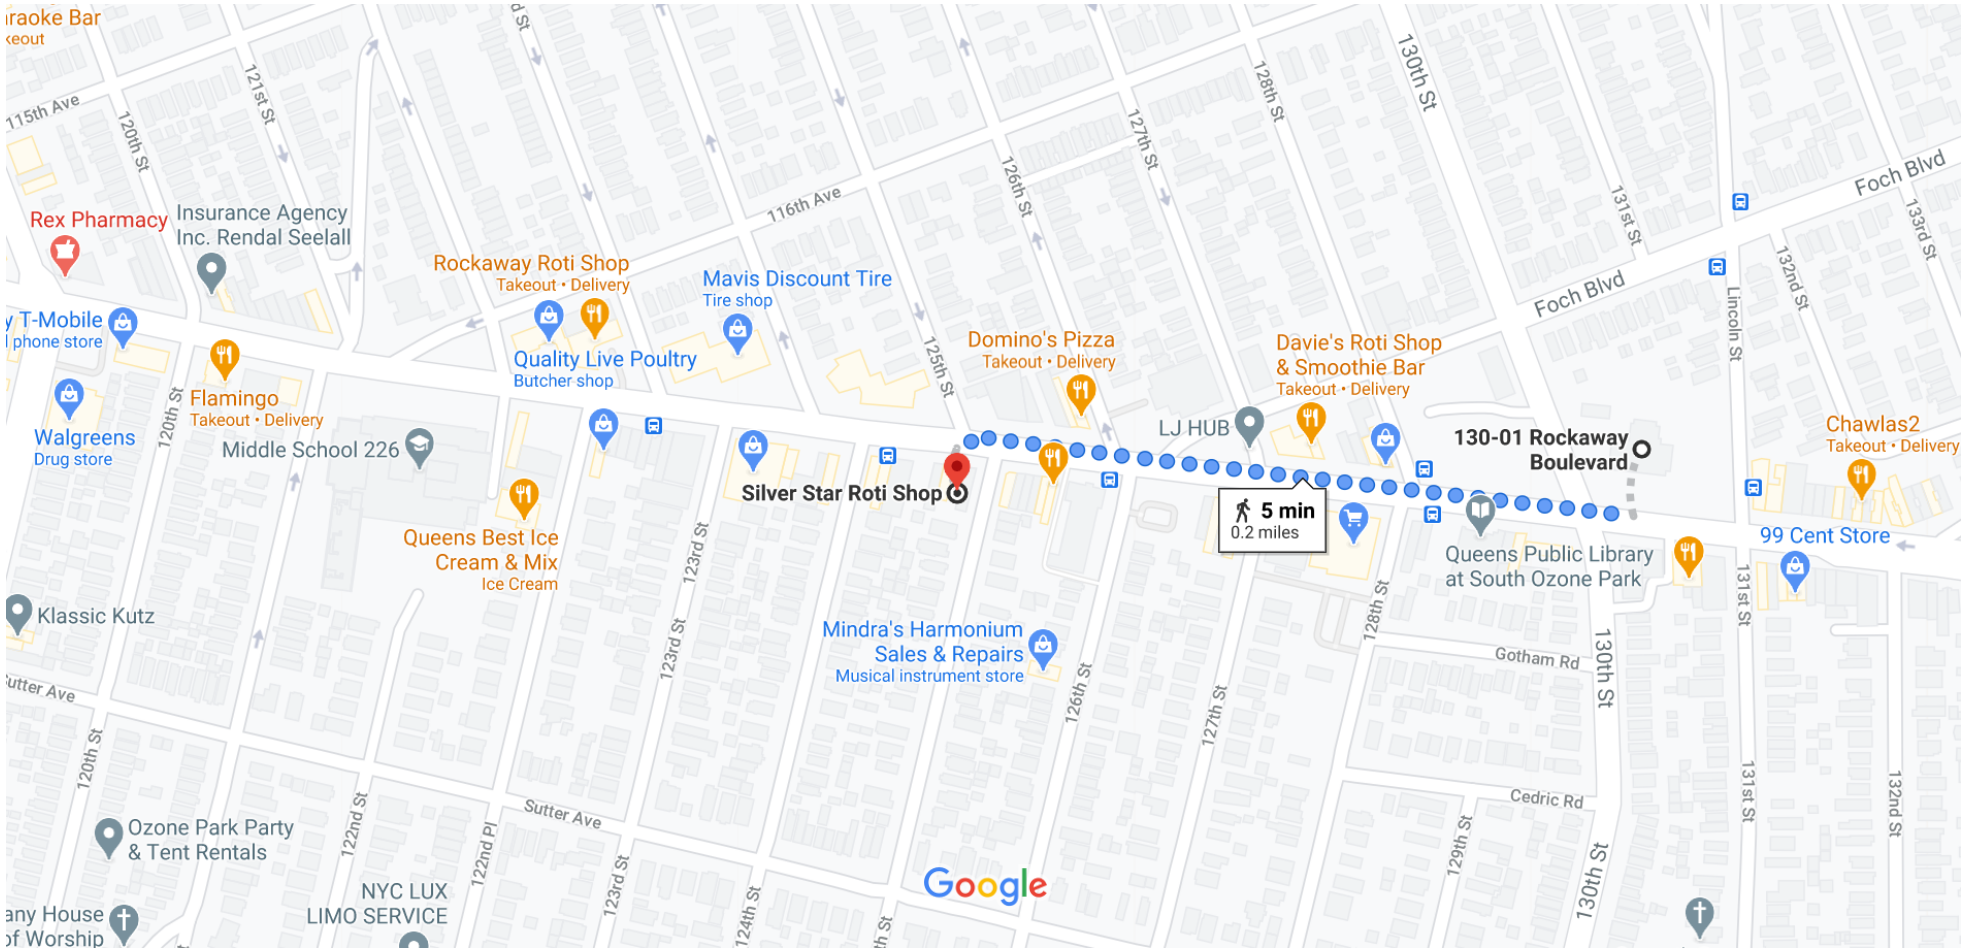 araoke Bar
keout
115th Ave
120th St
121st St
d St
116th Ave
126th St
127th St
128th St
130th St
131st St
Foch Blvd
133rd St
Foch Blvd
132nd St
Lincoln St
Rex Pharmacy
Insurance Agency
Inc. Rendal Seelall
Rockaway Roti Shop
Takeout • Delivery
Mavis Discount Tire
Tire shop
y T-Mobile
l phone store
Quality Live Poultry
Butcher shop
125th St
Domino's Pizza
Takeout • Delivery
Davie's Roti Shop
& Smoothie Bar
Takeout • Delivery
Flamingo
Takeout • Delivery
Walgreens
Drug store
120th St
Middle School 226
LJ HUB
130-01 Rockaway
Boulevard
Chawlas2
Takeout • Delivery
Silver Star Roti Shop
5 min
0.2 miles
Queens Best Ice
Cream & Mix
Ice Cream
123rd St
Queens Public Library
at South Ozone Park
99 Cent Store
Klassic Kutz
123rd St
Mindra's Harmonium
Sales & Repairs
Musical instrument store
128th St
131st St
Gotham Rd
130th St
Sutter Ave
120th St
126th St
127th St
Cedric Rd
131st St
132nd St
Ozone Park Party
& Tent Rentals
122nd St
122nd Pl
Sutter Ave
123rd St
129th St
130th St
NYC LUX
LIMO SERVICE
124th St
Google
any House
of Worship
th St